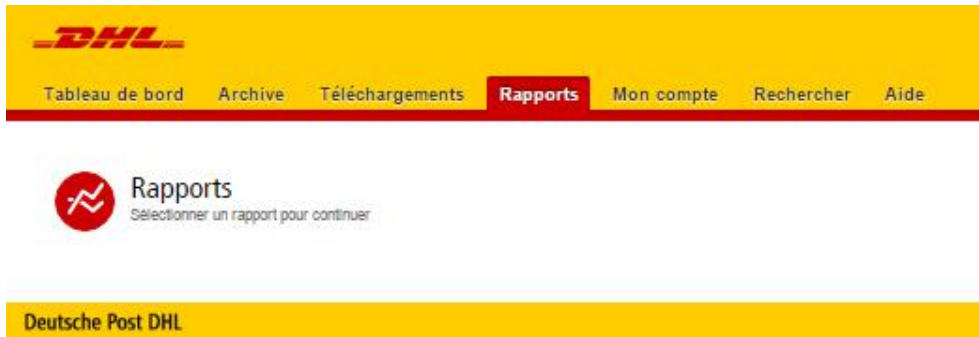 DHL
Tableau de bord Archive Téléchargements Rapports Mon compte Rechercher Aide
Rapports
Sélectionner un rapport pour continuer
Deutsche Post DHL